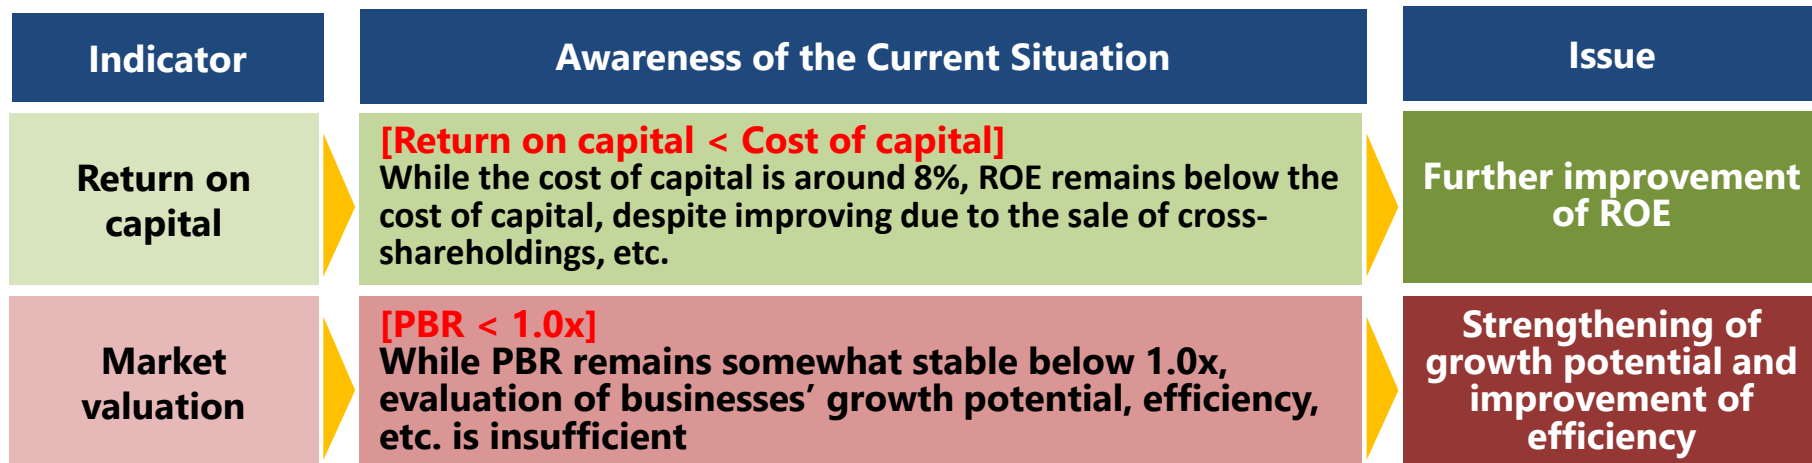 Indicator
Awareness of the Current Situation
Issue
Return on
capital
[Return on capital < Cost of capital]
While the cost of capital is around 8%, ROE remains below the
cost of capital, despite improving due to the sale of cross-
shareholdings, etc.
Further improvement
of ROE
Market
valuation
[PBR < 1.0x]
While PBR remains somewhat stable below 1.0x,
evaluation of businesses’ growth potential, efficiency,
etc. is insufficient
Strengthening of
growth potential and
improvement of
efficiency